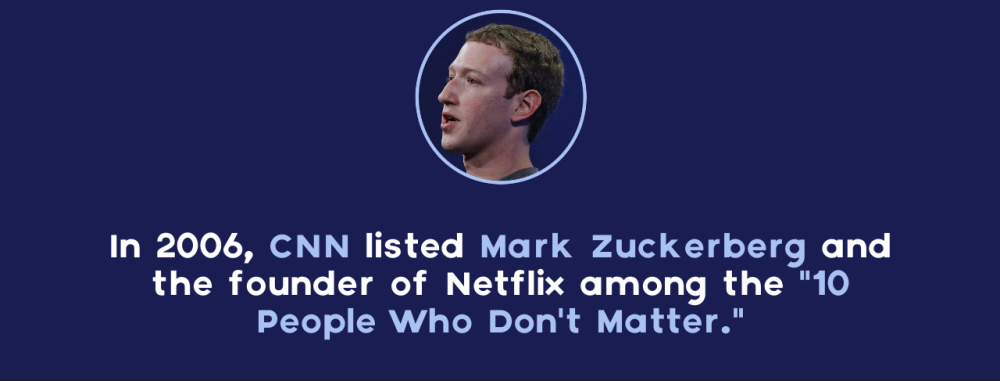 In 2006, CNN listed Mark Zuckerberg and
the founder of Netflix among the "10
People Who Don't Matter."